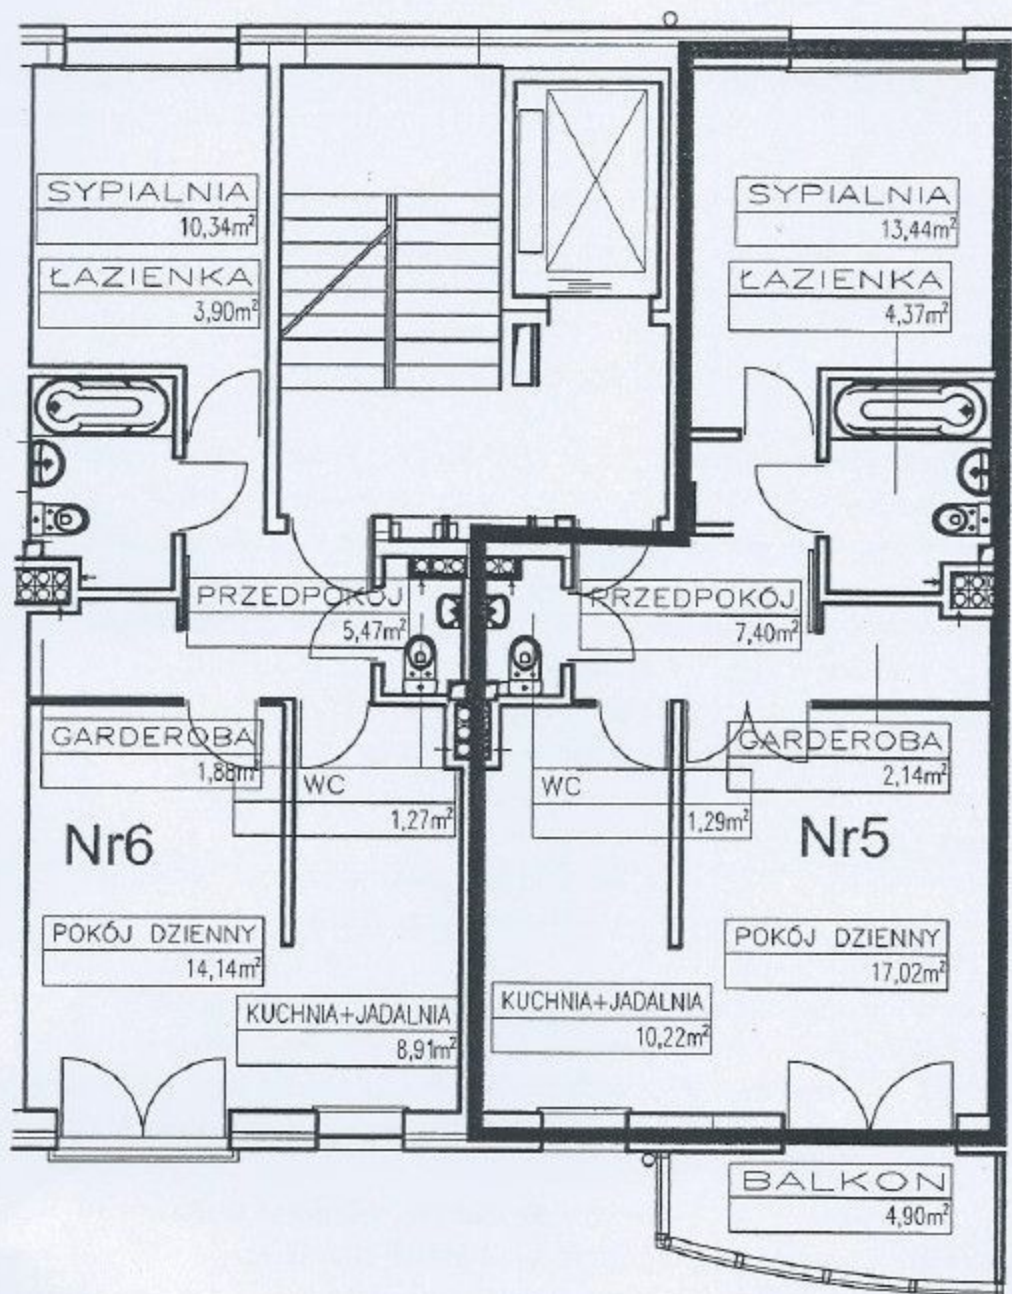 SYPIALNIA
10,34m²
ŁAZIENKA
3,90m²
SYPIALNIA
13,44m²
ŁAZIENKA
4,37m²
PRZEDPOKÓJ
5,47m²
PRZEDPOKÓJ
7,40m²
GARDEROBA
1,88m²
WC
1,27m²
WC
1,29m²
GARDEROBA
2,14m²
Nr6
Nr5
POKÓJ DZIENNY
14,14m²
POKÓJ DZIENNY
17,02m²
KUCHNIA+JADALNIA
8,91m²
KUCHNIA+JADALNIA
10,22m²
BALKON
4,90m²